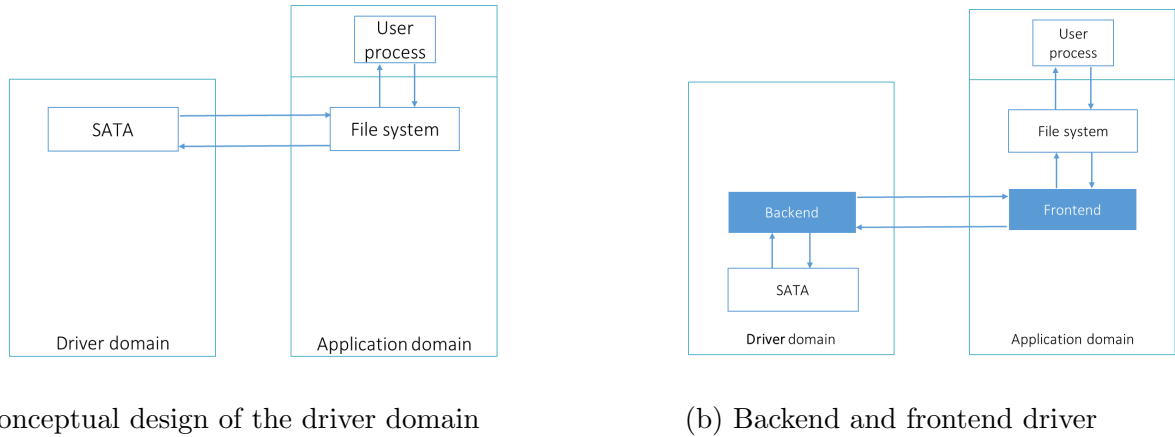 User
process
SATA
File system
Driver domain
Application domain
onceptual design of the driver domain
User
process
File system
Backend
Frontend
SATA
Driver domain
Application domain
(b) Backend and frontend driver